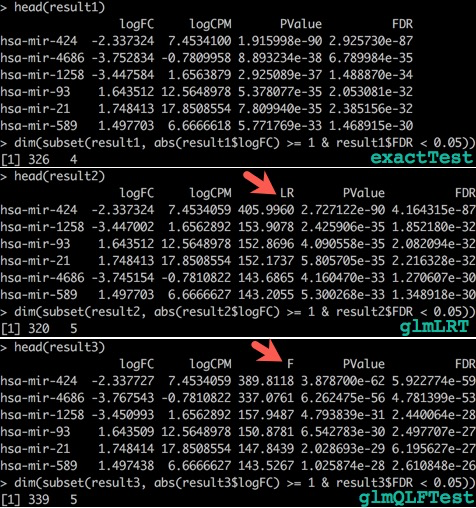 > head(result1)
logFC logCPM PValue FDR
hsa-mir-424 -2.337324 7.4534100 1.915998e-90 2.925730e-87
hsa-mir-4686 -3.752834 -0.7809958 8.893234e-38 6.789984e-35
hsa-mir-1258 -3.447584 1.6563879 2.925089e-37 1.488870e-34
hsa-mir-93 1.643512 12.5648978 5.378077e-35 2.053081e-32
hsa-mir-21 1.748413 17.8508554 7.809940e-35 2.385156e-32
hsa-mir-589 1.497703 6.6666618 5.771769e-33 1.468915e-30
> dim(subset(result1, abs(result1$logFC) >= 1 & result1$FDR < 0.05))
[1] 326 4
exactTest
> head(result2)
logFC logCPM LR PValue FDR
hsa-mir-424 -2.337324 7.4534059 405.9960 2.727122e-90 4.164315e-87
hsa-mir-1258 -3.447002 1.6562892 153.9078 2.425906e-35 1.852180e-32
hsa-mir-93 1.643512 12.5648978 152.8696 4.090558e-35 2.082094e-32
hsa-mir-21 1.748413 17.8508554 152.1737 5.805705e-35 2.216328e-32
hsa-mir-4686 -3.745154 -0.7810822 143.6865 4.160470e-33 1.270607e-30
hsa-mir-589 1.497703 6.6666627 143.2055 5.300268e-33 1.348918e-30
> dim(subset(result2, abs(result2$logFC) >= 1 & result2$FDR < 0.05))
[1] 320 5
glmLRT
> head(result3)
logFC logCPM F PValue FDR
hsa-mir-424 -2.337727 7.4534059 389.8118 3.878700e-62 5.922774e-59
hsa-mir-4686 -3.767543 -0.7810822 337.0761 6.262475e-56 4.781399e-53
hsa-mir-1258 -3.450993 1.6562892 157.9487 4.793839e-31 2.440064e-28
hsa-mir-93 1.643509 12.5648978 150.8781 6.542783e-30 2.497707e-27
hsa-mir-21 1.748414 17.8508554 147.8439 2.028693e-29 6.195627e-27
hsa-mir-589 1.497438 6.6666627 143.5267 1.025874e-28 2.610848e-26
> dim(subset(result3, abs(result3$logFC) >= 1 & result3$FDR < 0.05))
[1] 339 5
glmQLFTest